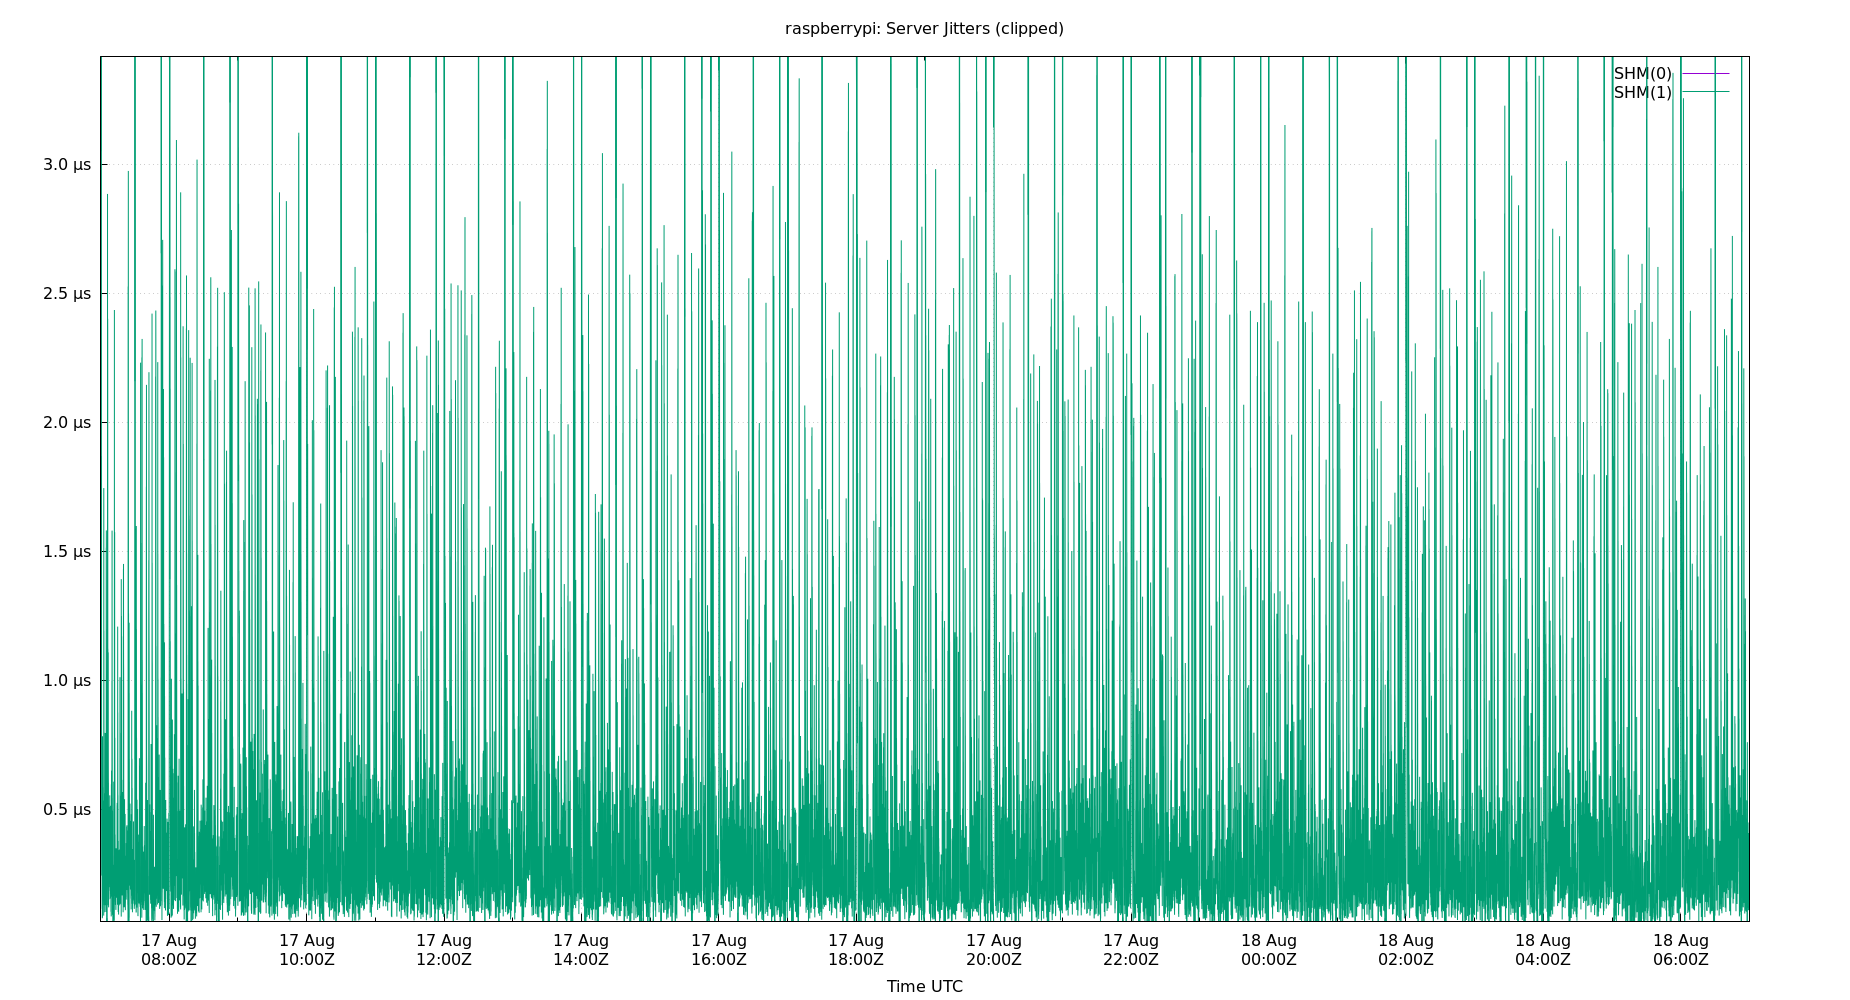 raspberrypi: Server Jitters (clipped)
SHM(0)
SHM(1)
3.0 µs
2.5 µs
2.0 µs
1.5 µs
1.0 µs
0.5 µs
17 Aug 17 Aug 17 Aug 17 Aug 17 Aug 17 Aug 17 Aug 17 Aug 18 Aug 18 Aug 18 Aug 18 Aug
08:00Z 10:00Z 12:00Z 14:00Z 16:00Z 18:00Z 20:00Z 22:00Z 00:00Z 02:00Z 04:00Z 06:00Z
Time UTC